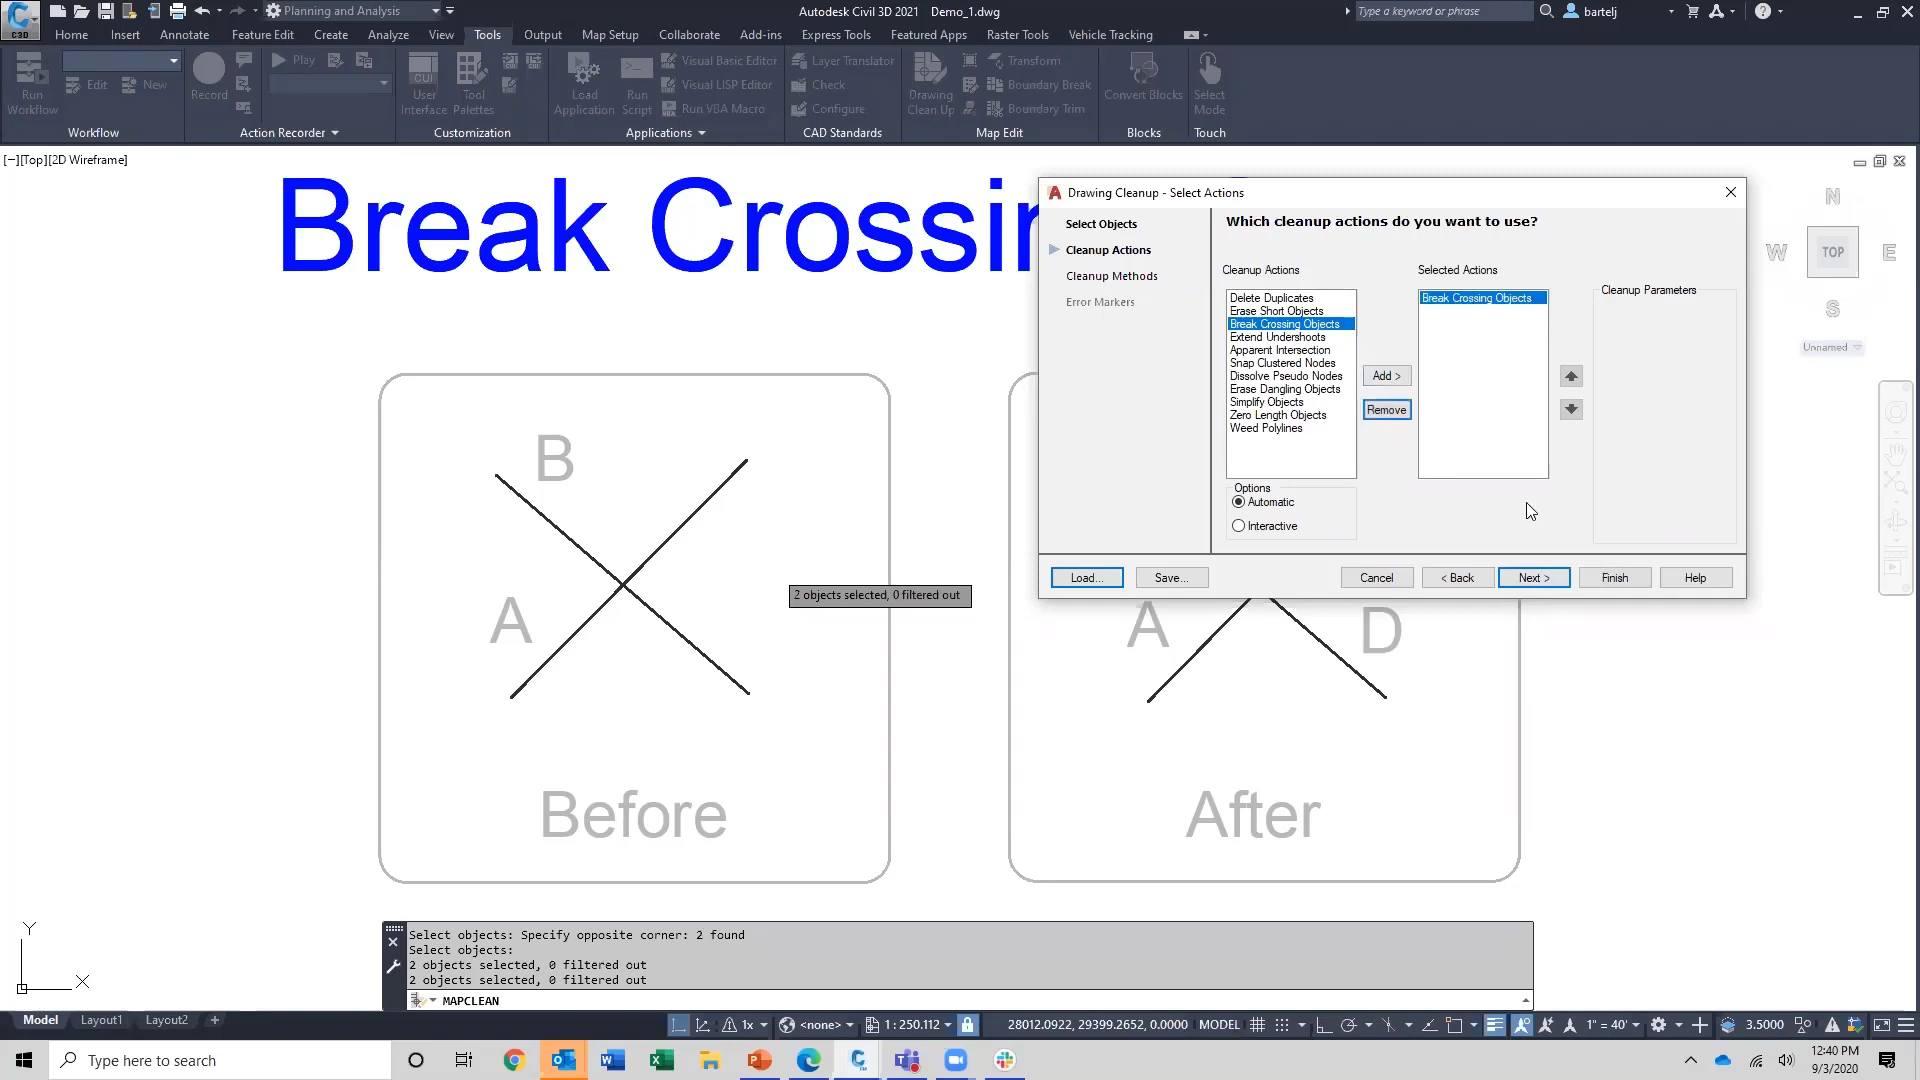 Planning and Analysis
Autodesk Civil 3D 2021 Demo_1.dwg
Type a keyword or phrase
bartelj
C3D
Home Insert Annotate Feature Edit Create Analyze View Tools Output Map Setup Collaborate Add-ins Express Tools Featured Apps Raster Tools Vehicle Tracking
Run
Workflow
Edit
New
Workflow
Record
Play
Action Recorder
CUI
User
Interface
Tool
Palettes
Customization
Load
Application
Run
Script
Visual Basic Editor
Visual LISP Editor
Run VBA Macro
Applications
Layer Translator
Check
Configure
CAD Standards
Drawing
Clean Up
Transform
Boundary Break
Boundary Trim
Map Edit
Convert Blocks
Blocks
Select
Mode
Touch
[−][Top][2D Wireframe]
Break Crossin
B
A
Before
2 objects selected, 0 filtered out
A
D
After
Drawing Cleanup - Select Actions
Select Objects
Cleanup Actions
Cleanup Methods
Error Markers
Which cleanup actions do you want to use?
Cleanup Actions
Delete Duplicates
Erase Short Objects
Break Crossing Objects
Extend Undershoots
Apparent Intersection
Snap Clustered Nodes
Dissolve Pseudo Nodes
Erase Dangling Objects
Simplify Objects
Zero Length Objects
Weed Polylines
Add >
Remove
Selected Actions
Break Crossing Objects
Cleanup Parameters
Options
Automatic
Interactive
Load...
Save...
Cancel
< Back
Next >
Finish
Help
N
W
TOP
E
S
Unnamed
Y
X
Select objects: Specify opposite corner: 2 found
Select objects:
2 objects selected, 0 filtered out
2 objects selected, 0 filtered out
MAPCLEAN
Model Layout1 Layout2 +
1x
<none>
1 : 250.112
28012.0922, 29399.2652, 0.0000 MODEL
1" = 40'
3.5000
Type here to search
12:40 PM
9/3/2020